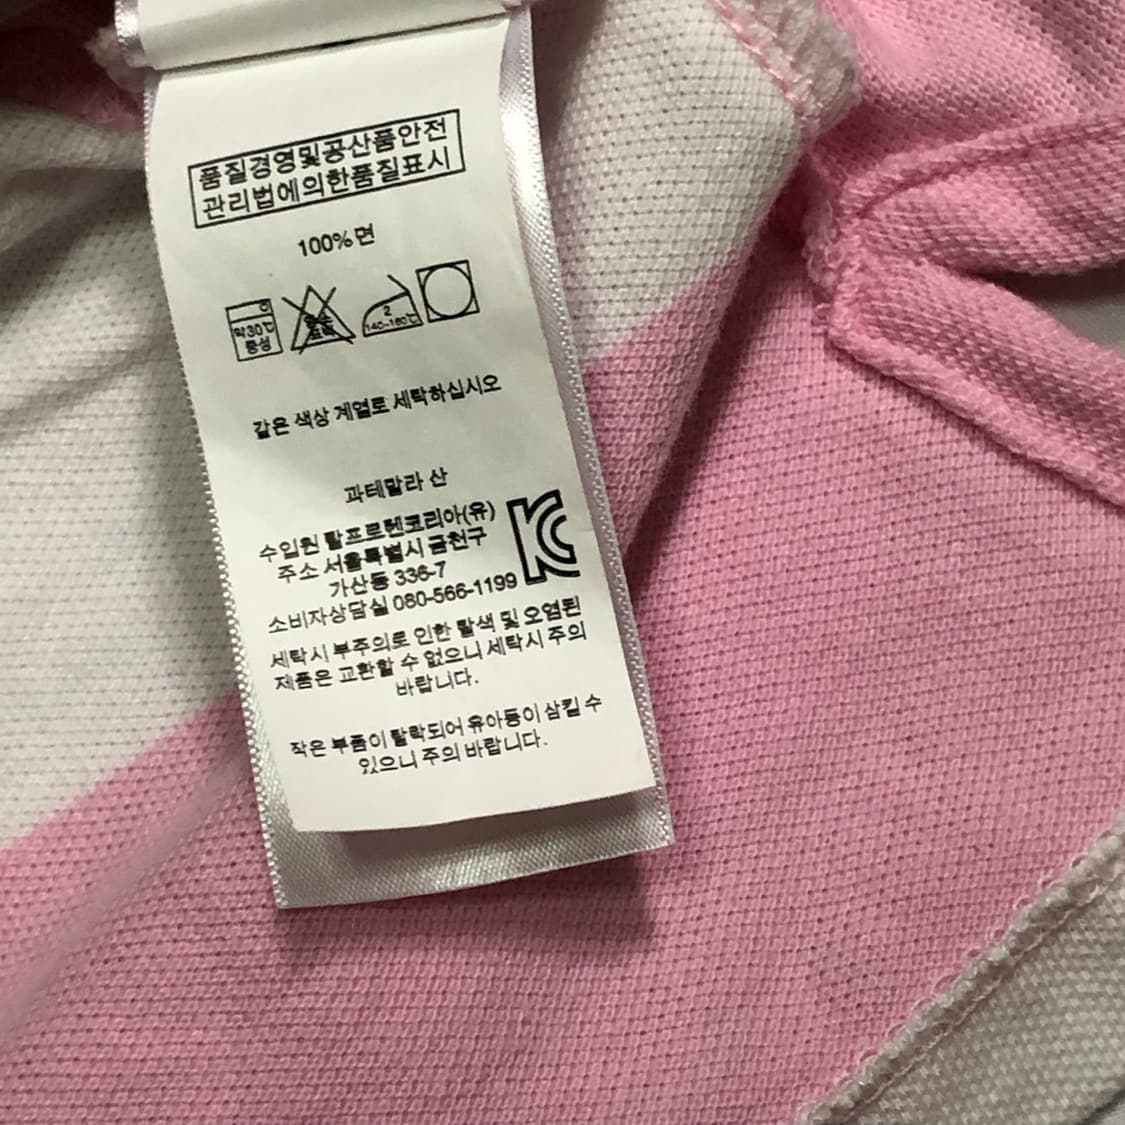 품질경영및공산품안전
관리법에의한품질표시
100%면
약30℃
중성
2
140-160℃
같은 색상 계열로 세탁하십시오
과테말라 산
수입원 랄프로렌코리아(유)
주소 서울특별시 금천구
가산동 336-7
소비자상담실 080-566-1199
세탁시 부주의로 인한 탈색 및 오염된
제품은 교환할 수 없으니 세탁시 주의
바랍니다.
작은 부품이 탈락되어 유아등이 삼킬 수
있으니 주의 바랍니다.